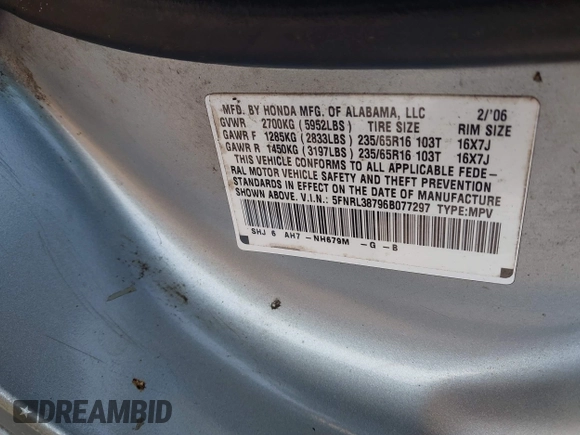 MFD. BY HONDA MFG. OF ALABAMA, LLC 2/'06
GVWR 2700KG (5952LBS) TIRE SIZE RIM SIZE
GAWR F 1285KG (2833LBS) 235/65R16 103T 16X7J
GAWR R 1450KG (3197LBS) 235/65R16 103T 16X7J
THIS VEHICLE CONFORMS TO ALL APPLICABLE FEDE-
RAL MOTOR VEHICLE SAFETY AND THEFT PREVENTION
STANDARDS IN EFFECT ON THE DATE OF MANUFACTURE
SHOWN ABOVE. V.I.N.: 5FNRL38796B077297 TYPE:MPV
SHJ 6 AH7 -NH679M -G -B
DREAMBID